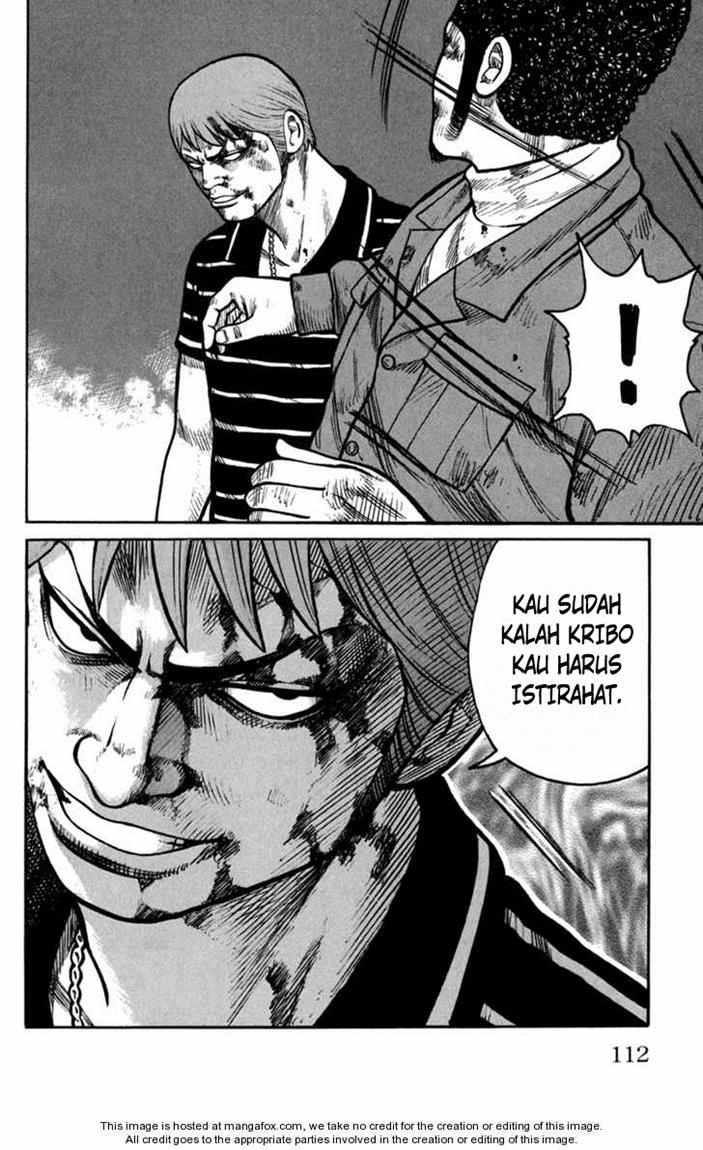 !
KAU SUDAH
KALAH KRIBO
KAU HARUS
ISTIRAHAT.
112
This image is hosted at mangafox.com, we take no credit for the creation or editing of this image.
All credit goes to the appropriate parties involved in the creation or editing of this image.